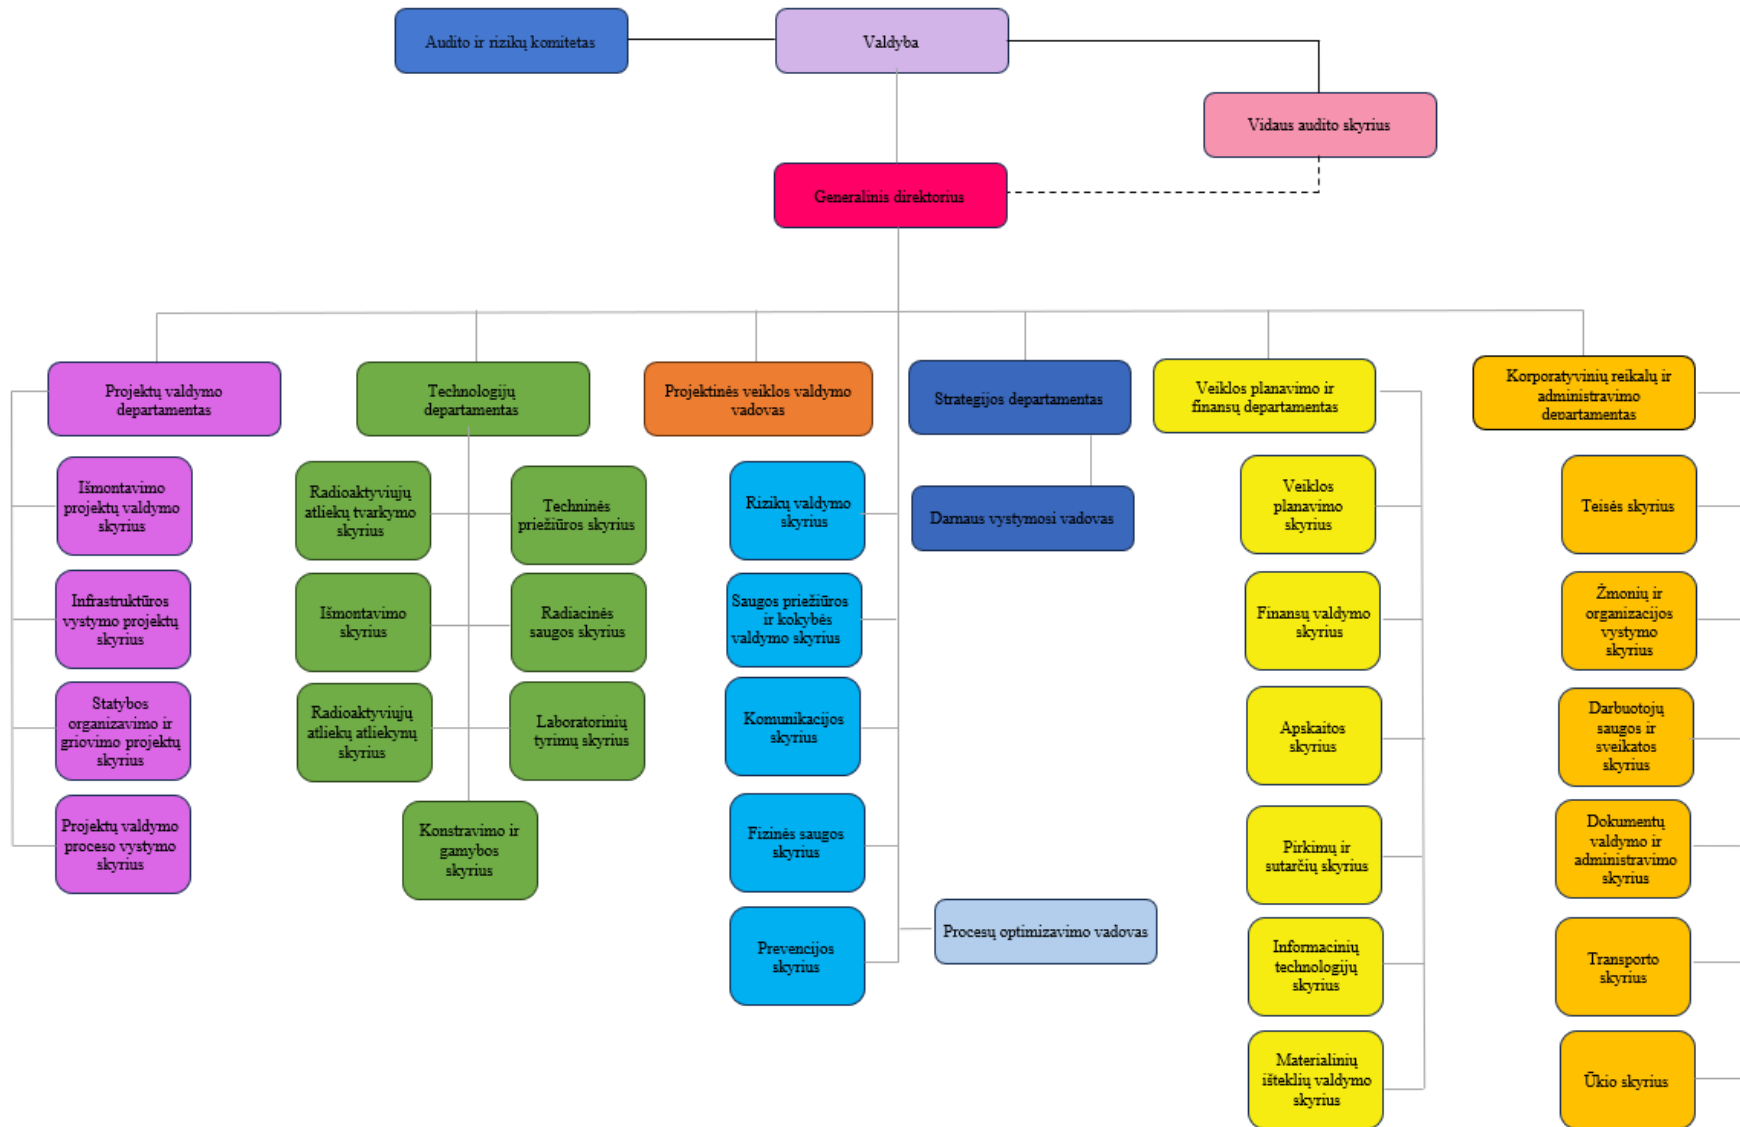 Audito ir rizikų komitetas
Valdyba
Vidaus audito skyrius
Generalinis direktorius
Projektų valdymo
departamentas
Technologijų
departamentas
Projektinės veiklos valdymo
vadovas
Strategijos departamentas
Veiklos planavimo ir
finansų departamentas
Korporatyvinių reikalų ir
administravimo
departamentas
Išmontavimo
projektų valdymo
skyrius
Infrastruktūros
vystymo projektų
skyrius
Statybos
organizavimo ir
griovimo projektų
skyrius
Projektų valdymo
proceso vystymo
skyrius
Radioaktyviųjų
atliekų tvarkymo
skyrius
Techninės
priežiūros skyrius
Išmontavimo
skyrius
Radiacinės
saugos skyrius
Radioaktyviųjų
atliekų atliekynų
skyrius
Laboratorinių
tyrimų skyrius
Konstravimo ir
gamybos
skyrius
Rizikų valdymo
skyrius
Saugos priežiūros
ir kokybės
valdymo skyrius
Komunikacijos
skyrius
Fizinės saugos
skyrius
Prevencijos
skyrius
Darnaus vystymosi vadovas
Procesų optimizavimo vadovas
Veiklos
planavimo
skyrius
Finansų valdymo
skyrius
Apskaitos
skyrius
Pirkimų ir
sutarčių skyrius
Informacinių
technologijų
skyrius
Materialinių
išteklių valdymo
skyrius
Teisės skyrius
Žmonių ir
organizacijos
vystymo
skyrius
Darbuotojų
saugos ir
sveikatos
skyrius
Dokumentų
valdymo ir
administravimo
skyrius
Transporto
skyrius
Ūkio skyrius